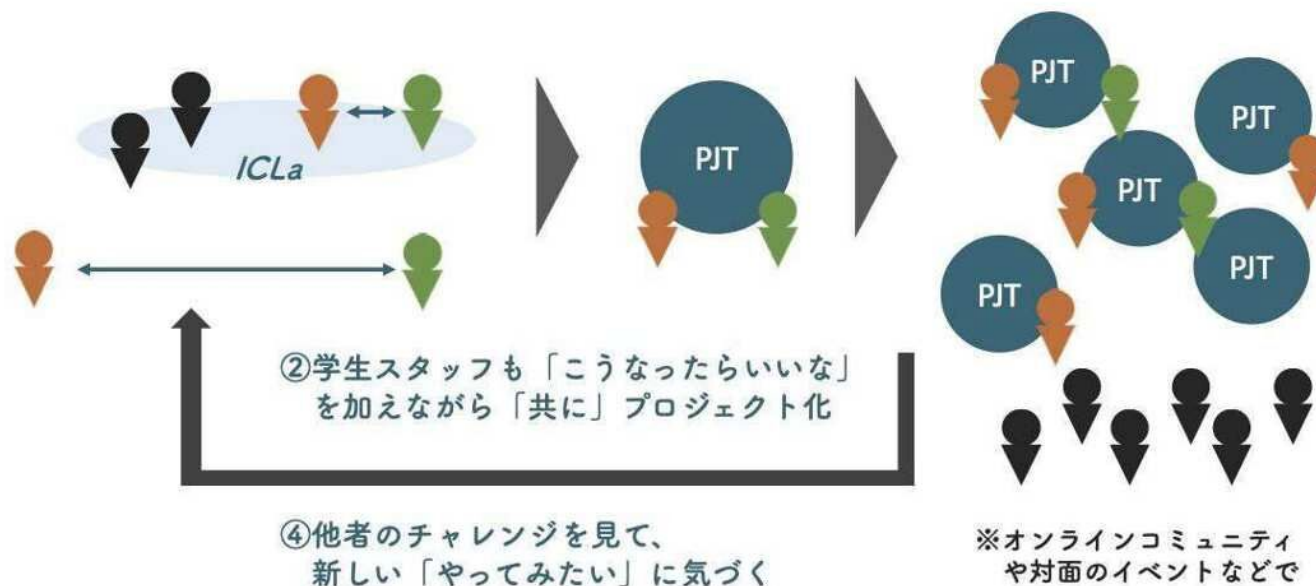 ICLa
PJT
PJT
PJT
PJT
PJT
PJT
②学生スタッフも「こうなったらいいな」
を加えながら「共に」プロジェクト化
④他者のチャレンジを見て、
新しい「やってみたい」に気づく
※オンラインコミュニティ
や対面のイベントなどで